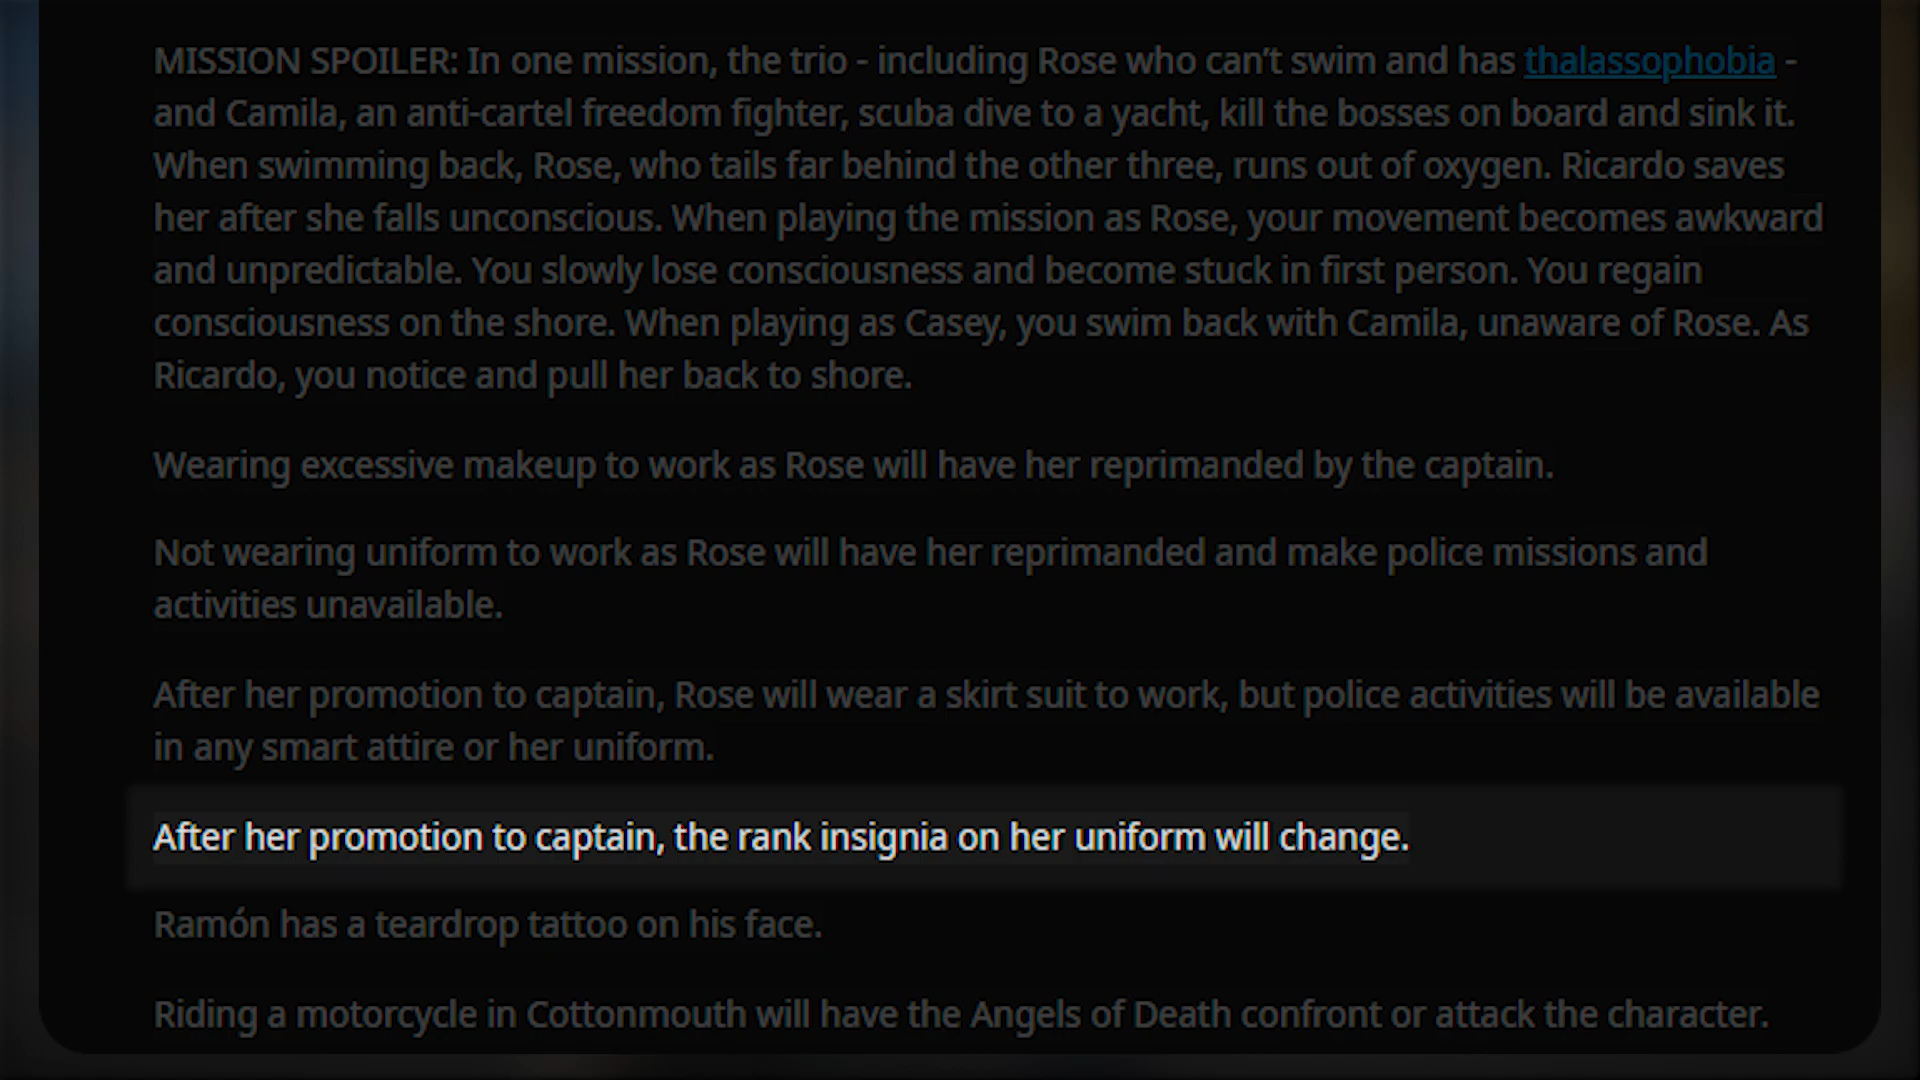 MISSION SPOILER: In one mission, the trio - including Rose who can’t swim and has thalassophobia -
and Camila, an anti-cartel freedom fighter, scuba dive to a yacht, kill the bosses on board and sink it.
When swimming back, Rose, who tails far behind the other three, runs out of oxygen. Ricardo saves
her after she falls unconscious. When playing the mission as Rose, your movement becomes awkward
and unpredictable. You slowly lose consciousness and become stuck in first person. You regain
consciousness on the shore. When playing as Casey, you swim back with Camila, unaware of Rose. As
Ricardo, you notice and pull her back to shore.
Wearing excessive makeup to work as Rose will have her reprimanded by the captain.
Not wearing uniform to work as Rose will have her reprimanded and make police missions and
activities unavailable.
After her promotion to captain, Rose will wear a skirt suit to work, but police activities will be available
in any smart attire or her uniform.
After her promotion to captain, the rank insignia on her uniform will change.
Ramón has a teardrop tattoo on his face.
Riding a motorcycle in Cottonmouth will have the Angels of Death confront or attack the character.